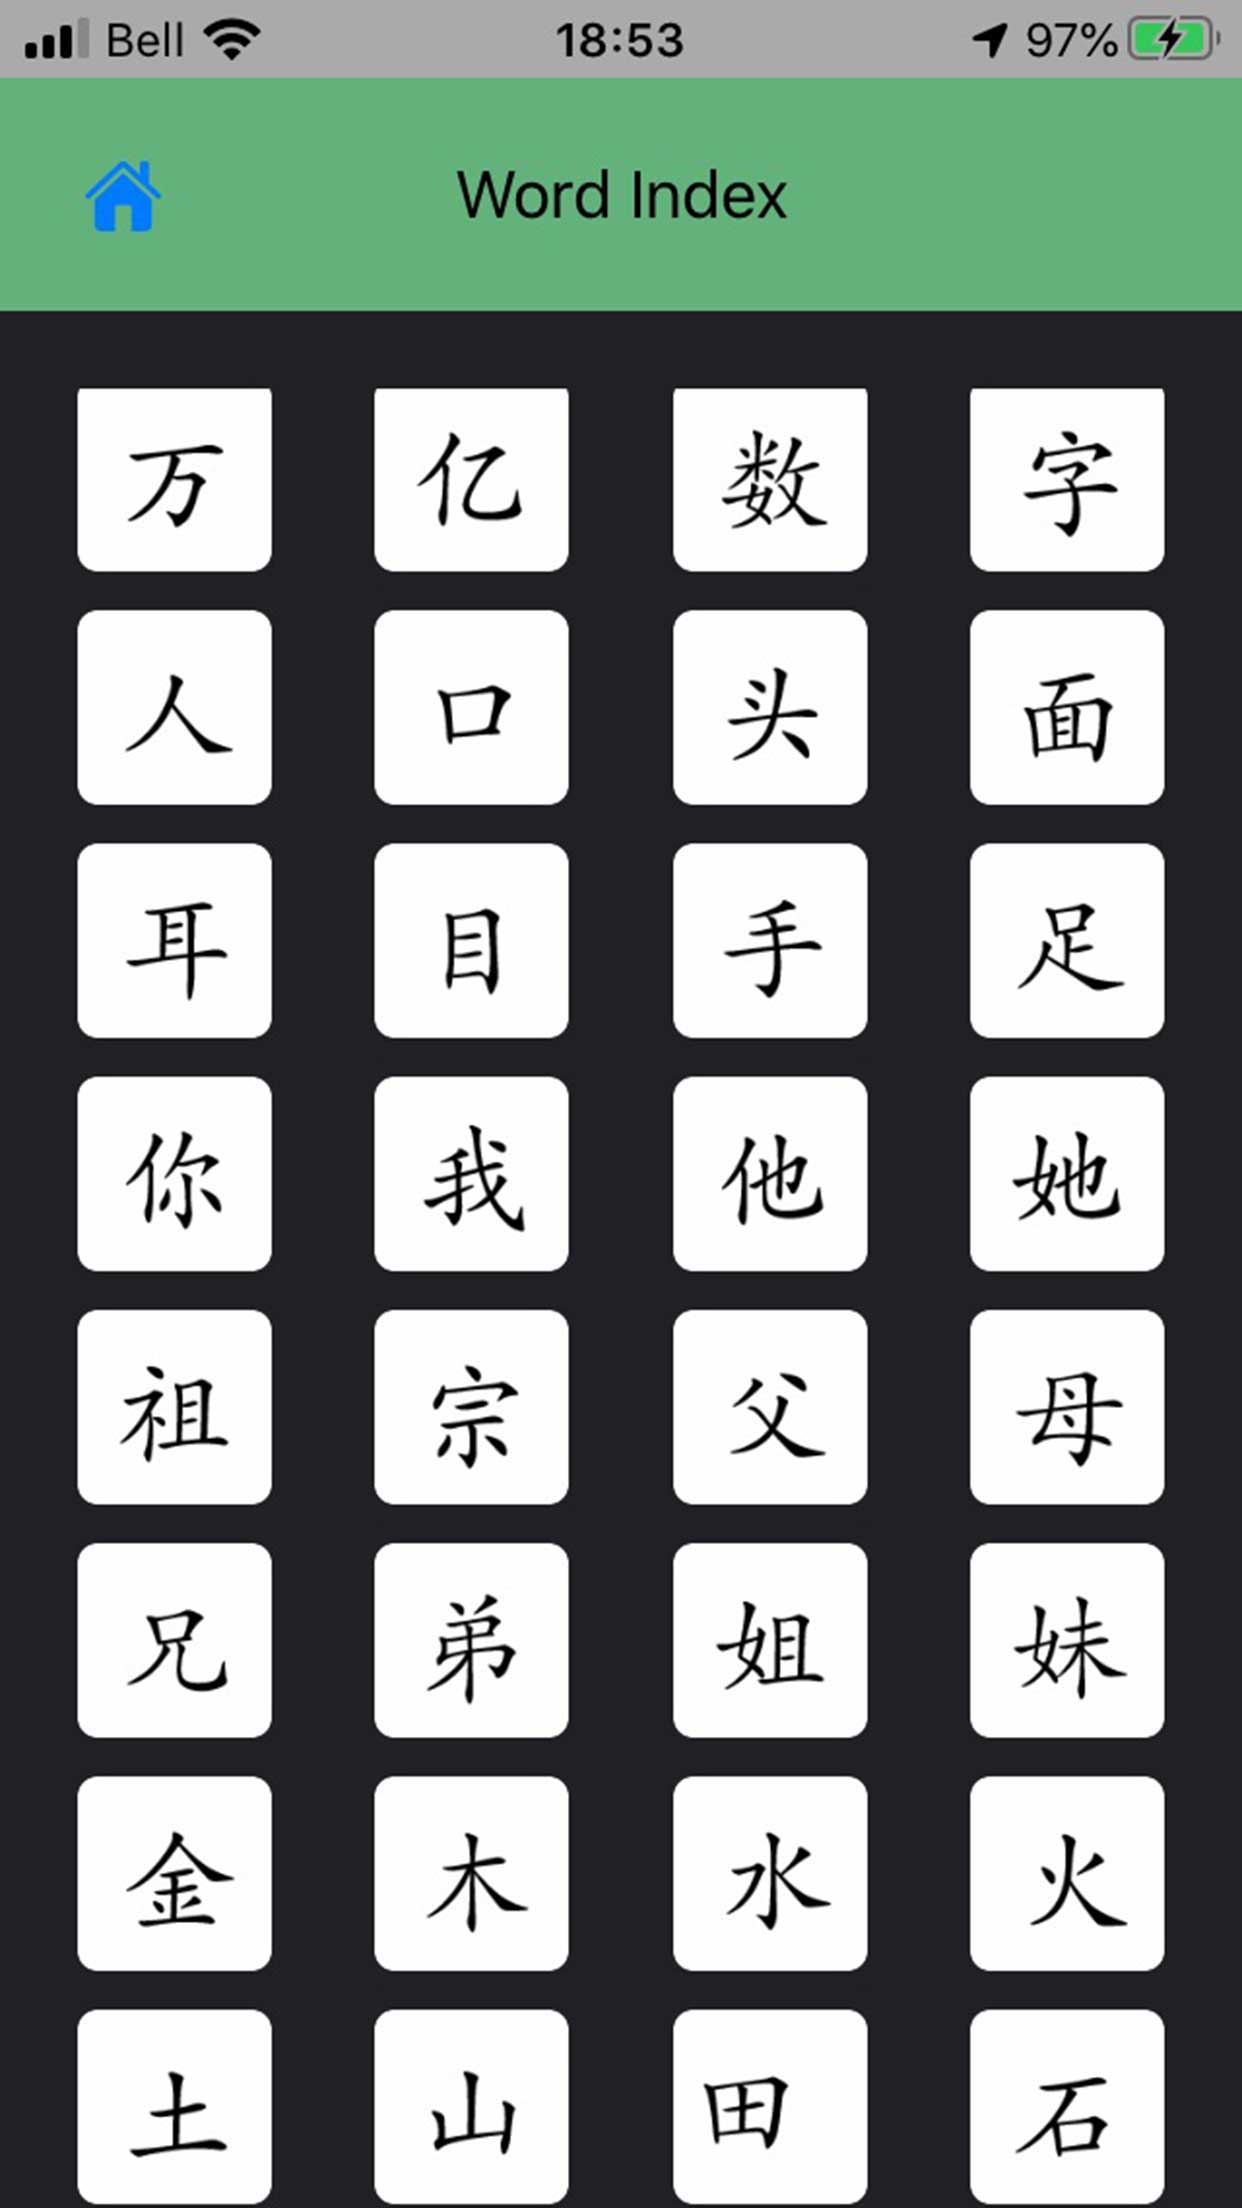 Bell 18:53 97%
Word Index
万 亿 数 字
人 口 头 面
耳 目 手 足
你 我 他 她
祖 宗 父 母
兄 弟 姐 妹
金 木 水 火
土 山 田 石